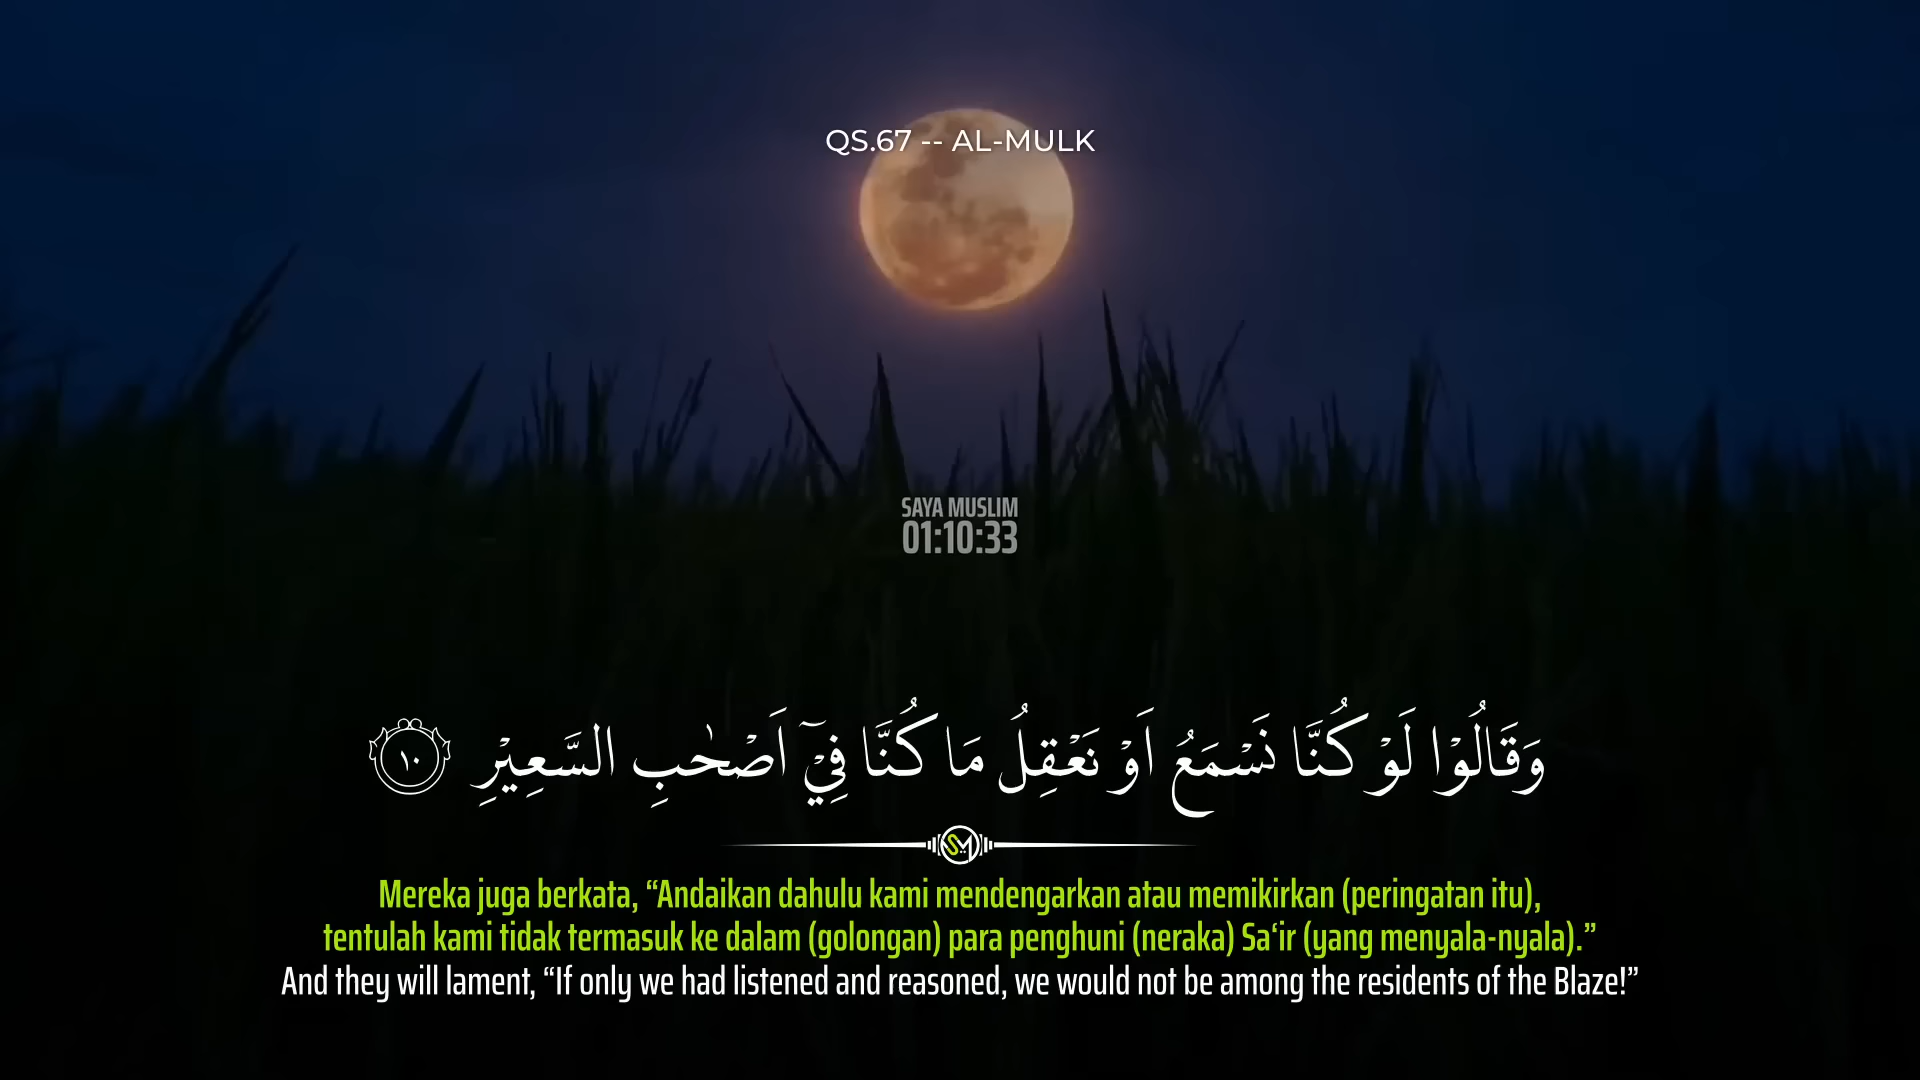 QS.67 -- AL-MULK
SAYA MUSLIM
01:10:33
وَقَالُوْا لَوْ كُنَّا نَسْمَعُ اَوْ نَعْقِلُ مَا كُنَّا فِيْٓ اَصْحٰبِ السَّعِيْرِ ١٠
SM
Mereka juga berkata, “Andaikan dahulu kami mendengarkan atau memikirkan (peringatan itu),
tentulah kami tidak termasuk ke dalam (golongan) para penghuni (neraka) Sa‘ir (yang menyala-nyala).”
And they will lament, “If only we had listened and reasoned, we would not be among the residents of the Blaze!”